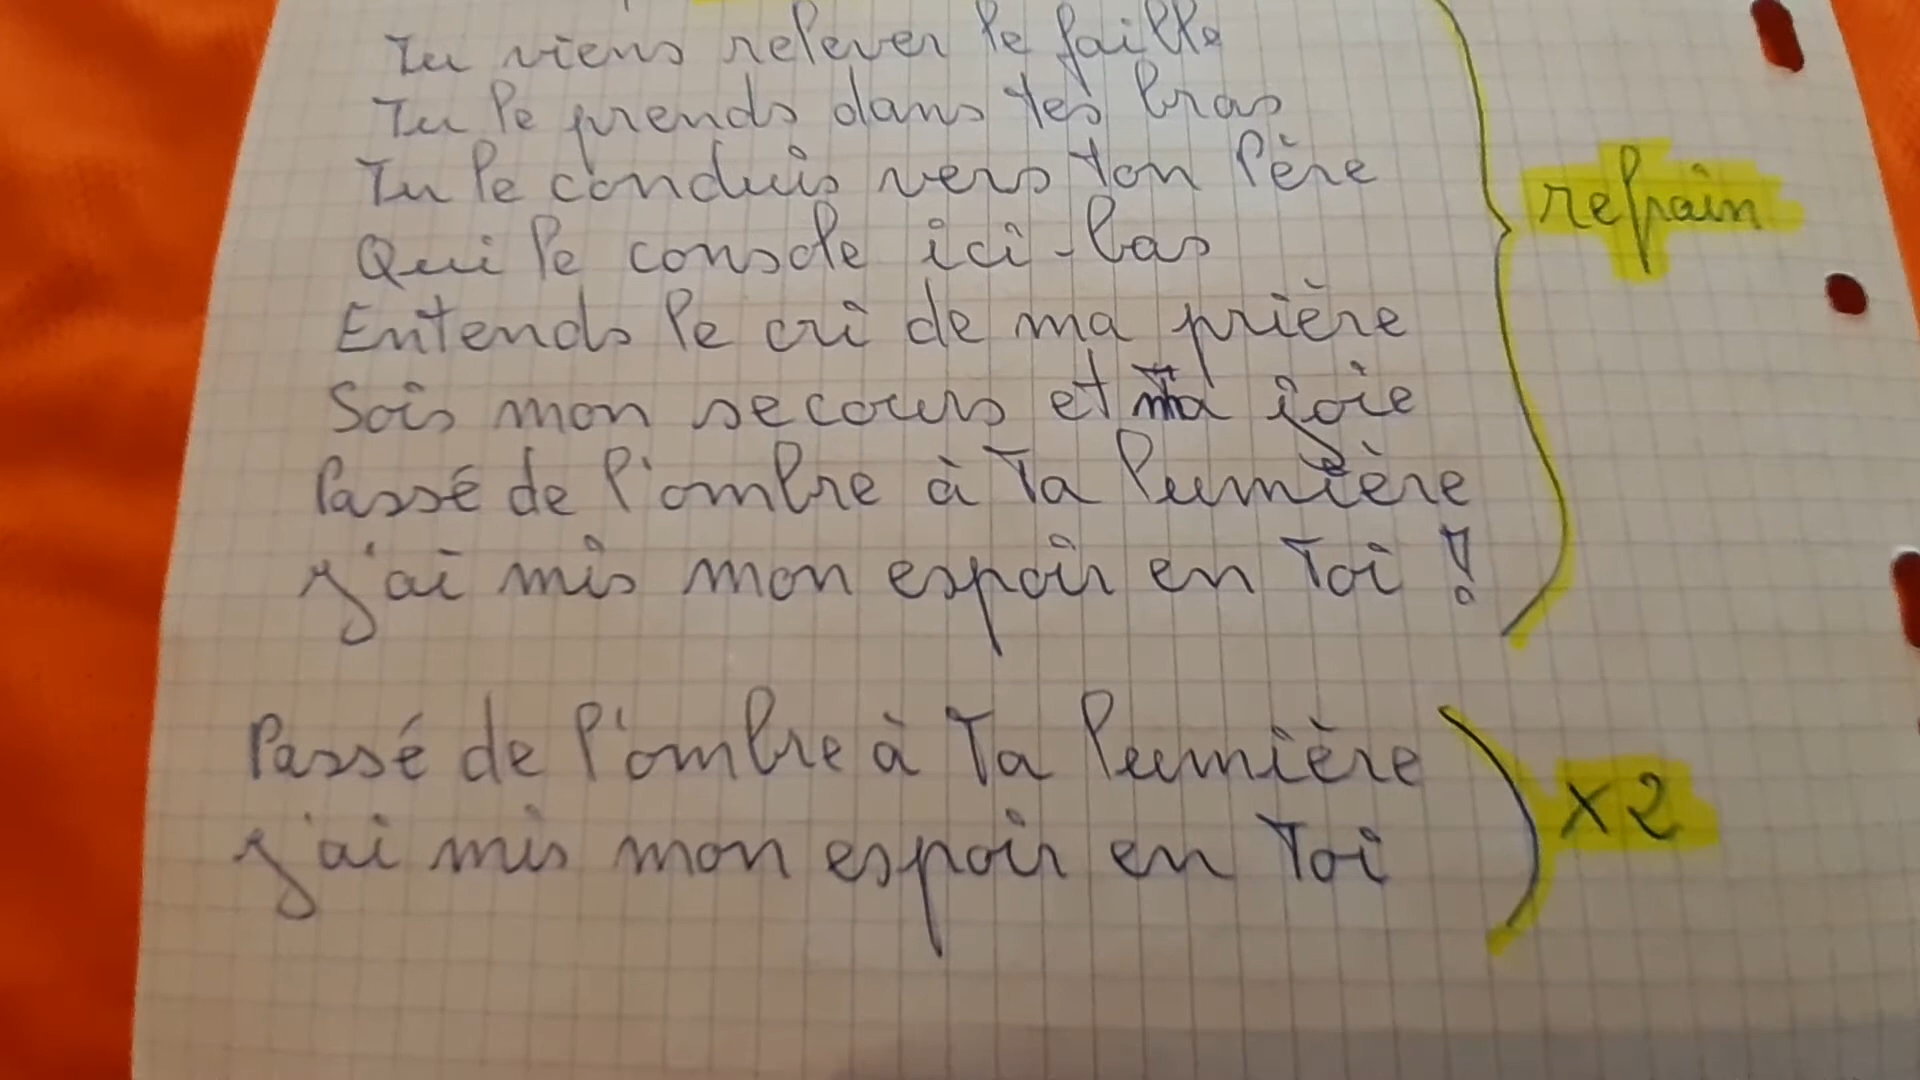 Tu viens relever le faible
Tu le prends dans tes bras
Tu le conduis vers ton Père
Qui le console ici-bas
Entends le cri de ma prière
Sois mon secours et ma joie
Passé de l'ombre à Ta lumière
J'ai mis mon espoir en Toi !
refrain
Passé de l'ombre à Ta lumière
J'ai mis mon espoir en Toi
x2